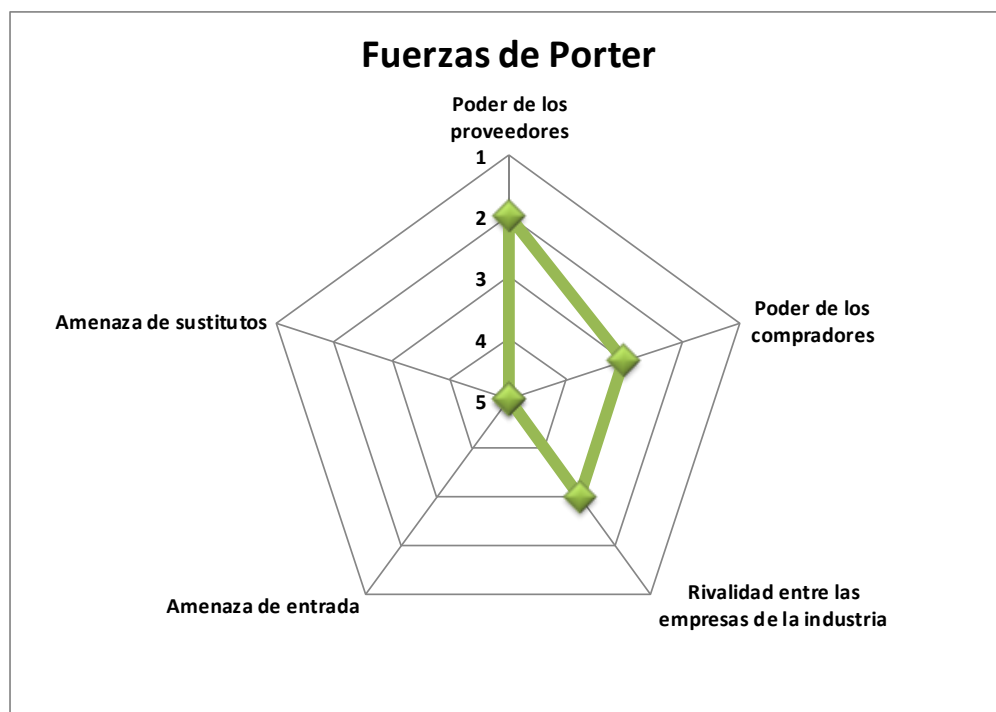 Fuerzas de Porter
Poder de los
proveedores
1
2
3
4
5
Amenaza de sustitutos
Poder de los
compradores
Amenaza de entrada
Rivalidad entre las
empresas de la industria